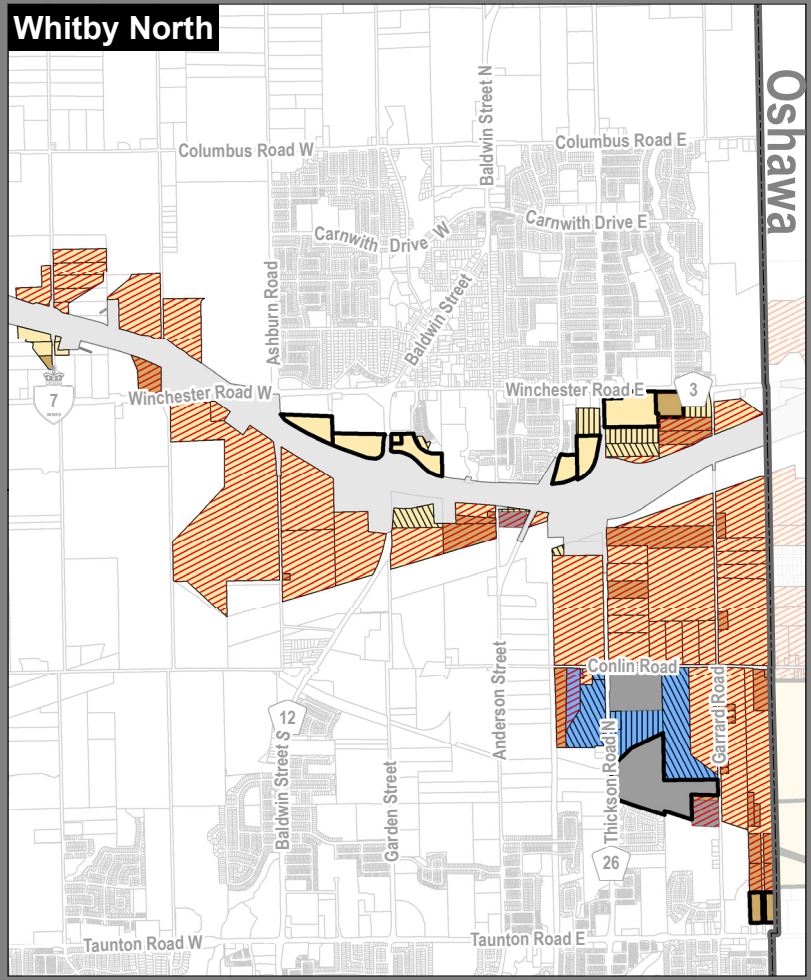 Whitby North
Oshawa
Baldwin Street N
Columbus Road W
Columbus Road E
Carnwith Drive W
Carnwith Drive E
Ashburn Road
Baldwin Street
7
Winchester Road W
Winchester Road E
3
Conlin Road
Anderson Street
Garrard Road
12
Baldwin Street S
Garden Street
Thickson Road N
26
Taunton Road W
Taunton Road E